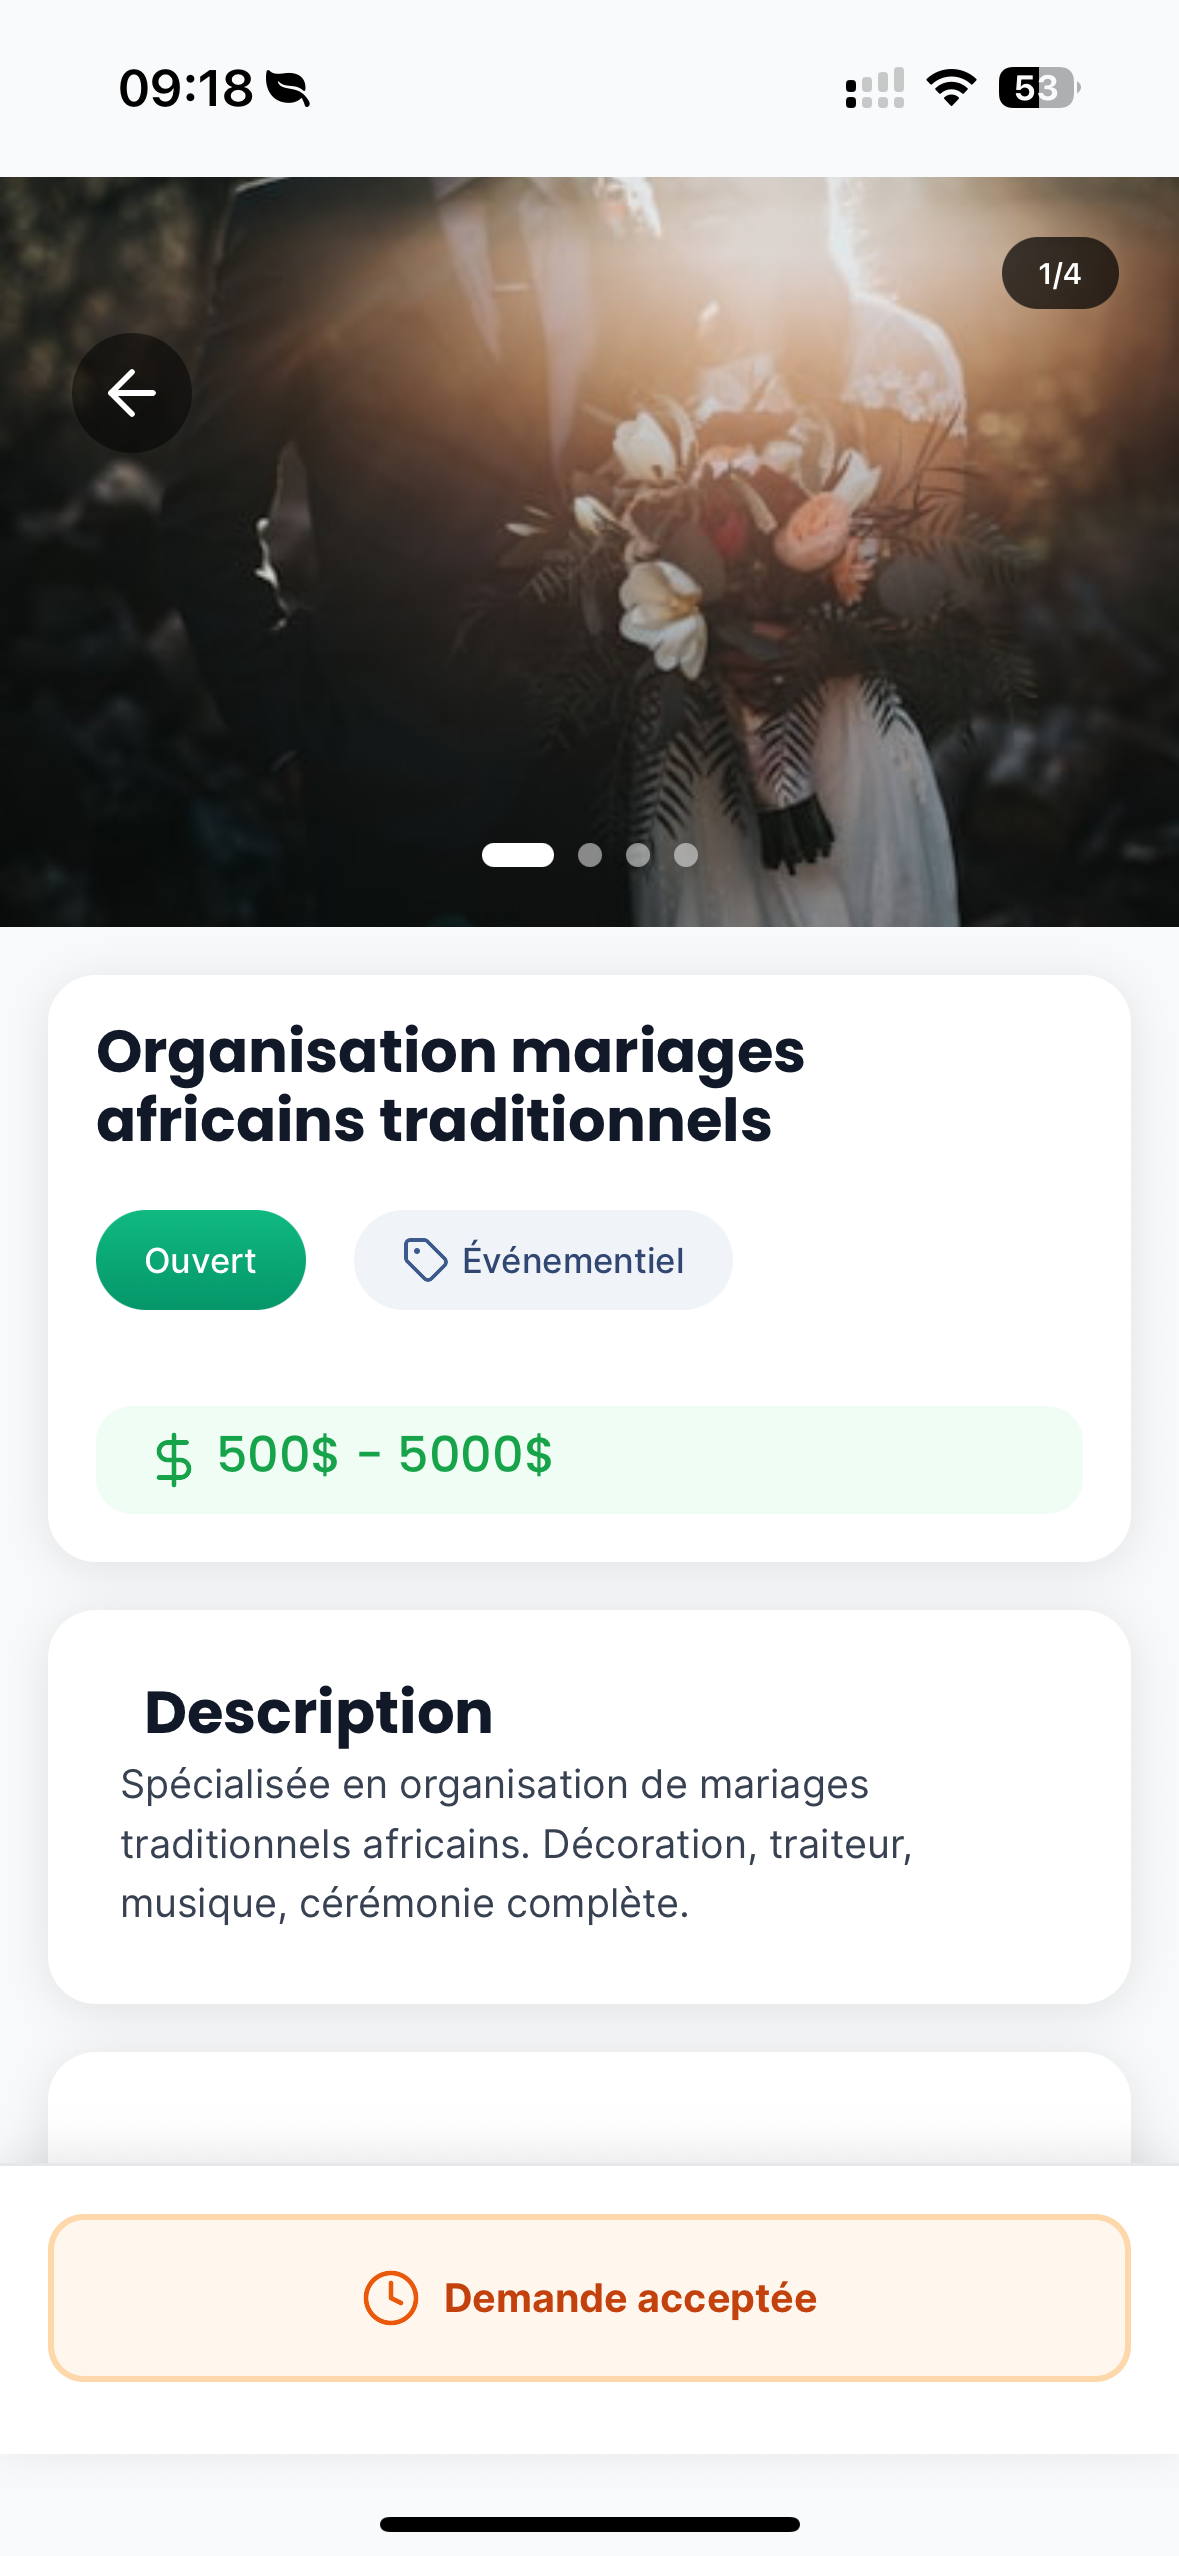 09:18
53
1/4
Organisation mariages
africains traditionnels
Ouvert
Événementiel
$ 500$ - 5000$
Description
Spécialisée en organisation de mariages
traditionnels africains. Décoration, traiteur,
musique, cérémonie complète.
Demande acceptée